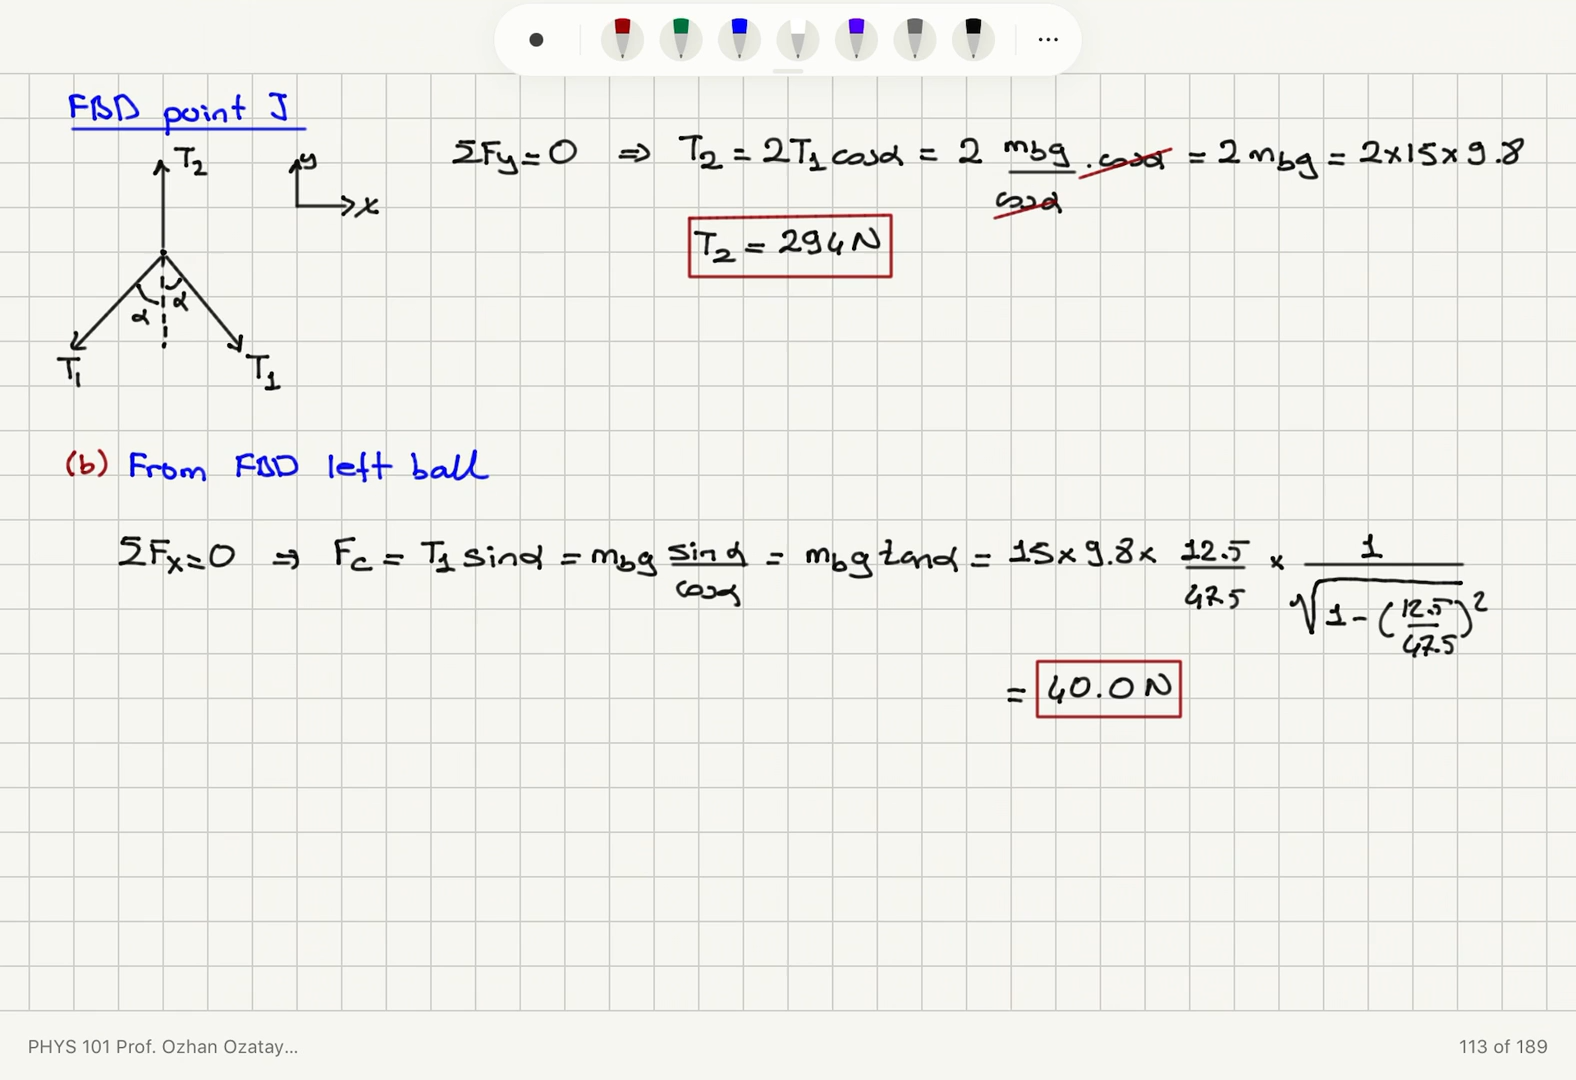 FBD point J
ΣFy=0 ⇒ T₂ = 2T₁ cosα = 2 mbg/cosα . cosα = 2mbg = 2×15×9.8
T₂ = 294N
T₂
y
x
α α
T₁ T₁
(b) From FBD left ball
ΣFx=0 ⇒ Fc = T₁ sinα = mbg sinα/cosα = mbg tanα = 15×9.8× 12.5/47.5 × 1/√(1-(12.5/47.5)²)
= 40.0 N
PHYS 101 Prof. Ozhan Ozatay...
113 of 189